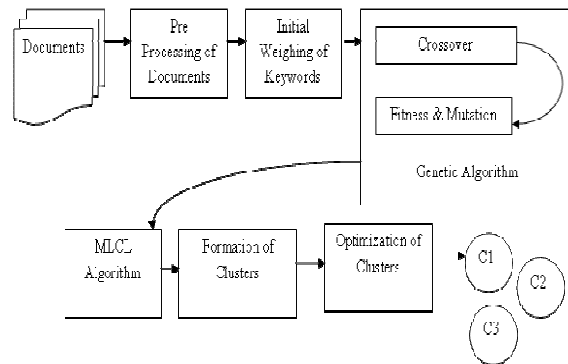 Documents
Pre
Processing of
Documents
Initial
Weighing of
Keywords
Crossover
Fitness & Mutation
Genetic Algorithm
MLCL
Algorithm
Formation of
Clusters
Optimization of
Clusters
C1
C2
C3